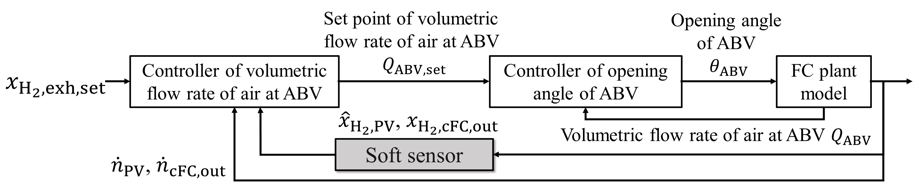 Set point of volumetric
flow rate of air at ABV
Q_ABV,set
Opening angle
of ABV
θ_ABV
x_H₂,exh,set
Controller of volumetric
flow rate of air at ABV
Controller of opening
angle of ABV
FC plant
model
x̂_H₂,PV, x_H₂,cFC,out
Volumetric flow rate of air at ABV Q_ABV
Soft sensor
ṅ_PV, ṅ_cFC,out